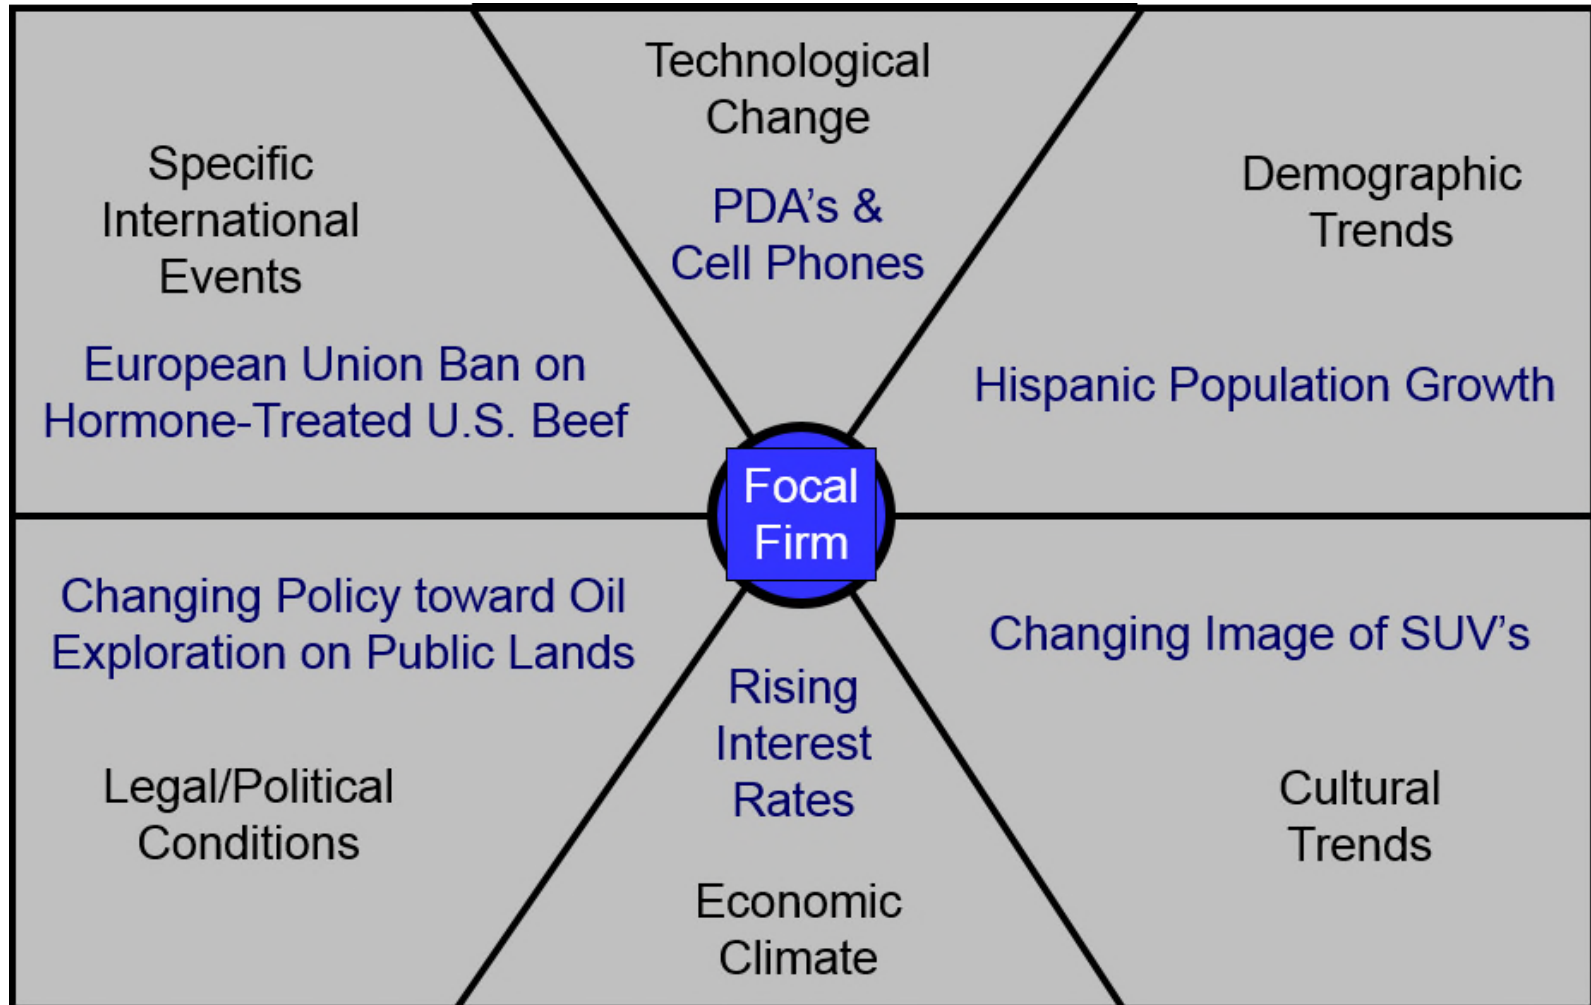 Technological
Change
PDA's &
Cell Phones
Specific
International
Events
European Union Ban on
Hormone-Treated U.S. Beef
Demographic
Trends
Hispanic Population Growth
Focal
Firm
Changing Policy toward Oil
Exploration on Public Lands
Legal/Political
Conditions
Rising
Interest
Rates
Economic
Climate
Changing Image of SUV's
Cultural
Trends